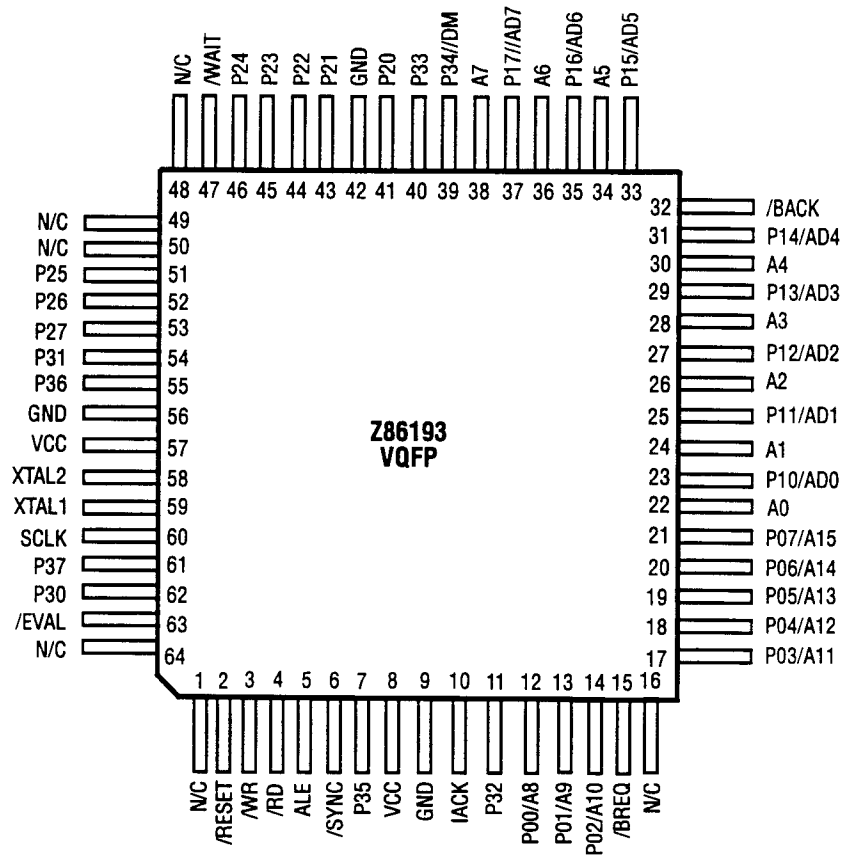 N/C /WAIT P24 P23 P22 P21 GND P20 P33 P34//DM A7 P17//AD7 A6 P16/AD6 A5 P15/AD5
48 47 46 45 44 43 42 41 40 39 38 37 36 35 34 33
N/C 49 32 /BACK
N/C 50 31 P14/AD4
P25 51 30 A4
P26 52 29 P13/AD3
P27 53 28 A3
P31 54 27 P12/AD2
P36 55 26 A2
GND 56 25 P11/AD1
VCC 57 24 A1
XTAL2 58 23 P10/AD0
XTAL1 59 22 A0
SCLK 60 21 P07/A15
P37 61 20 P06/A14
P30 62 19 P05/A13
/EVAL 63 18 P04/A12
N/C 64 17 P03/A11
Z86193
VQFP
1 2 3 4 5 6 7 8 9 10 11 12 13 14 15 16
N/C /RESET /WR /RD ALE /SYNC P35 VCC GND IACK P32 P00/A8 P01/A9 P02/A10 /BREQ N/C